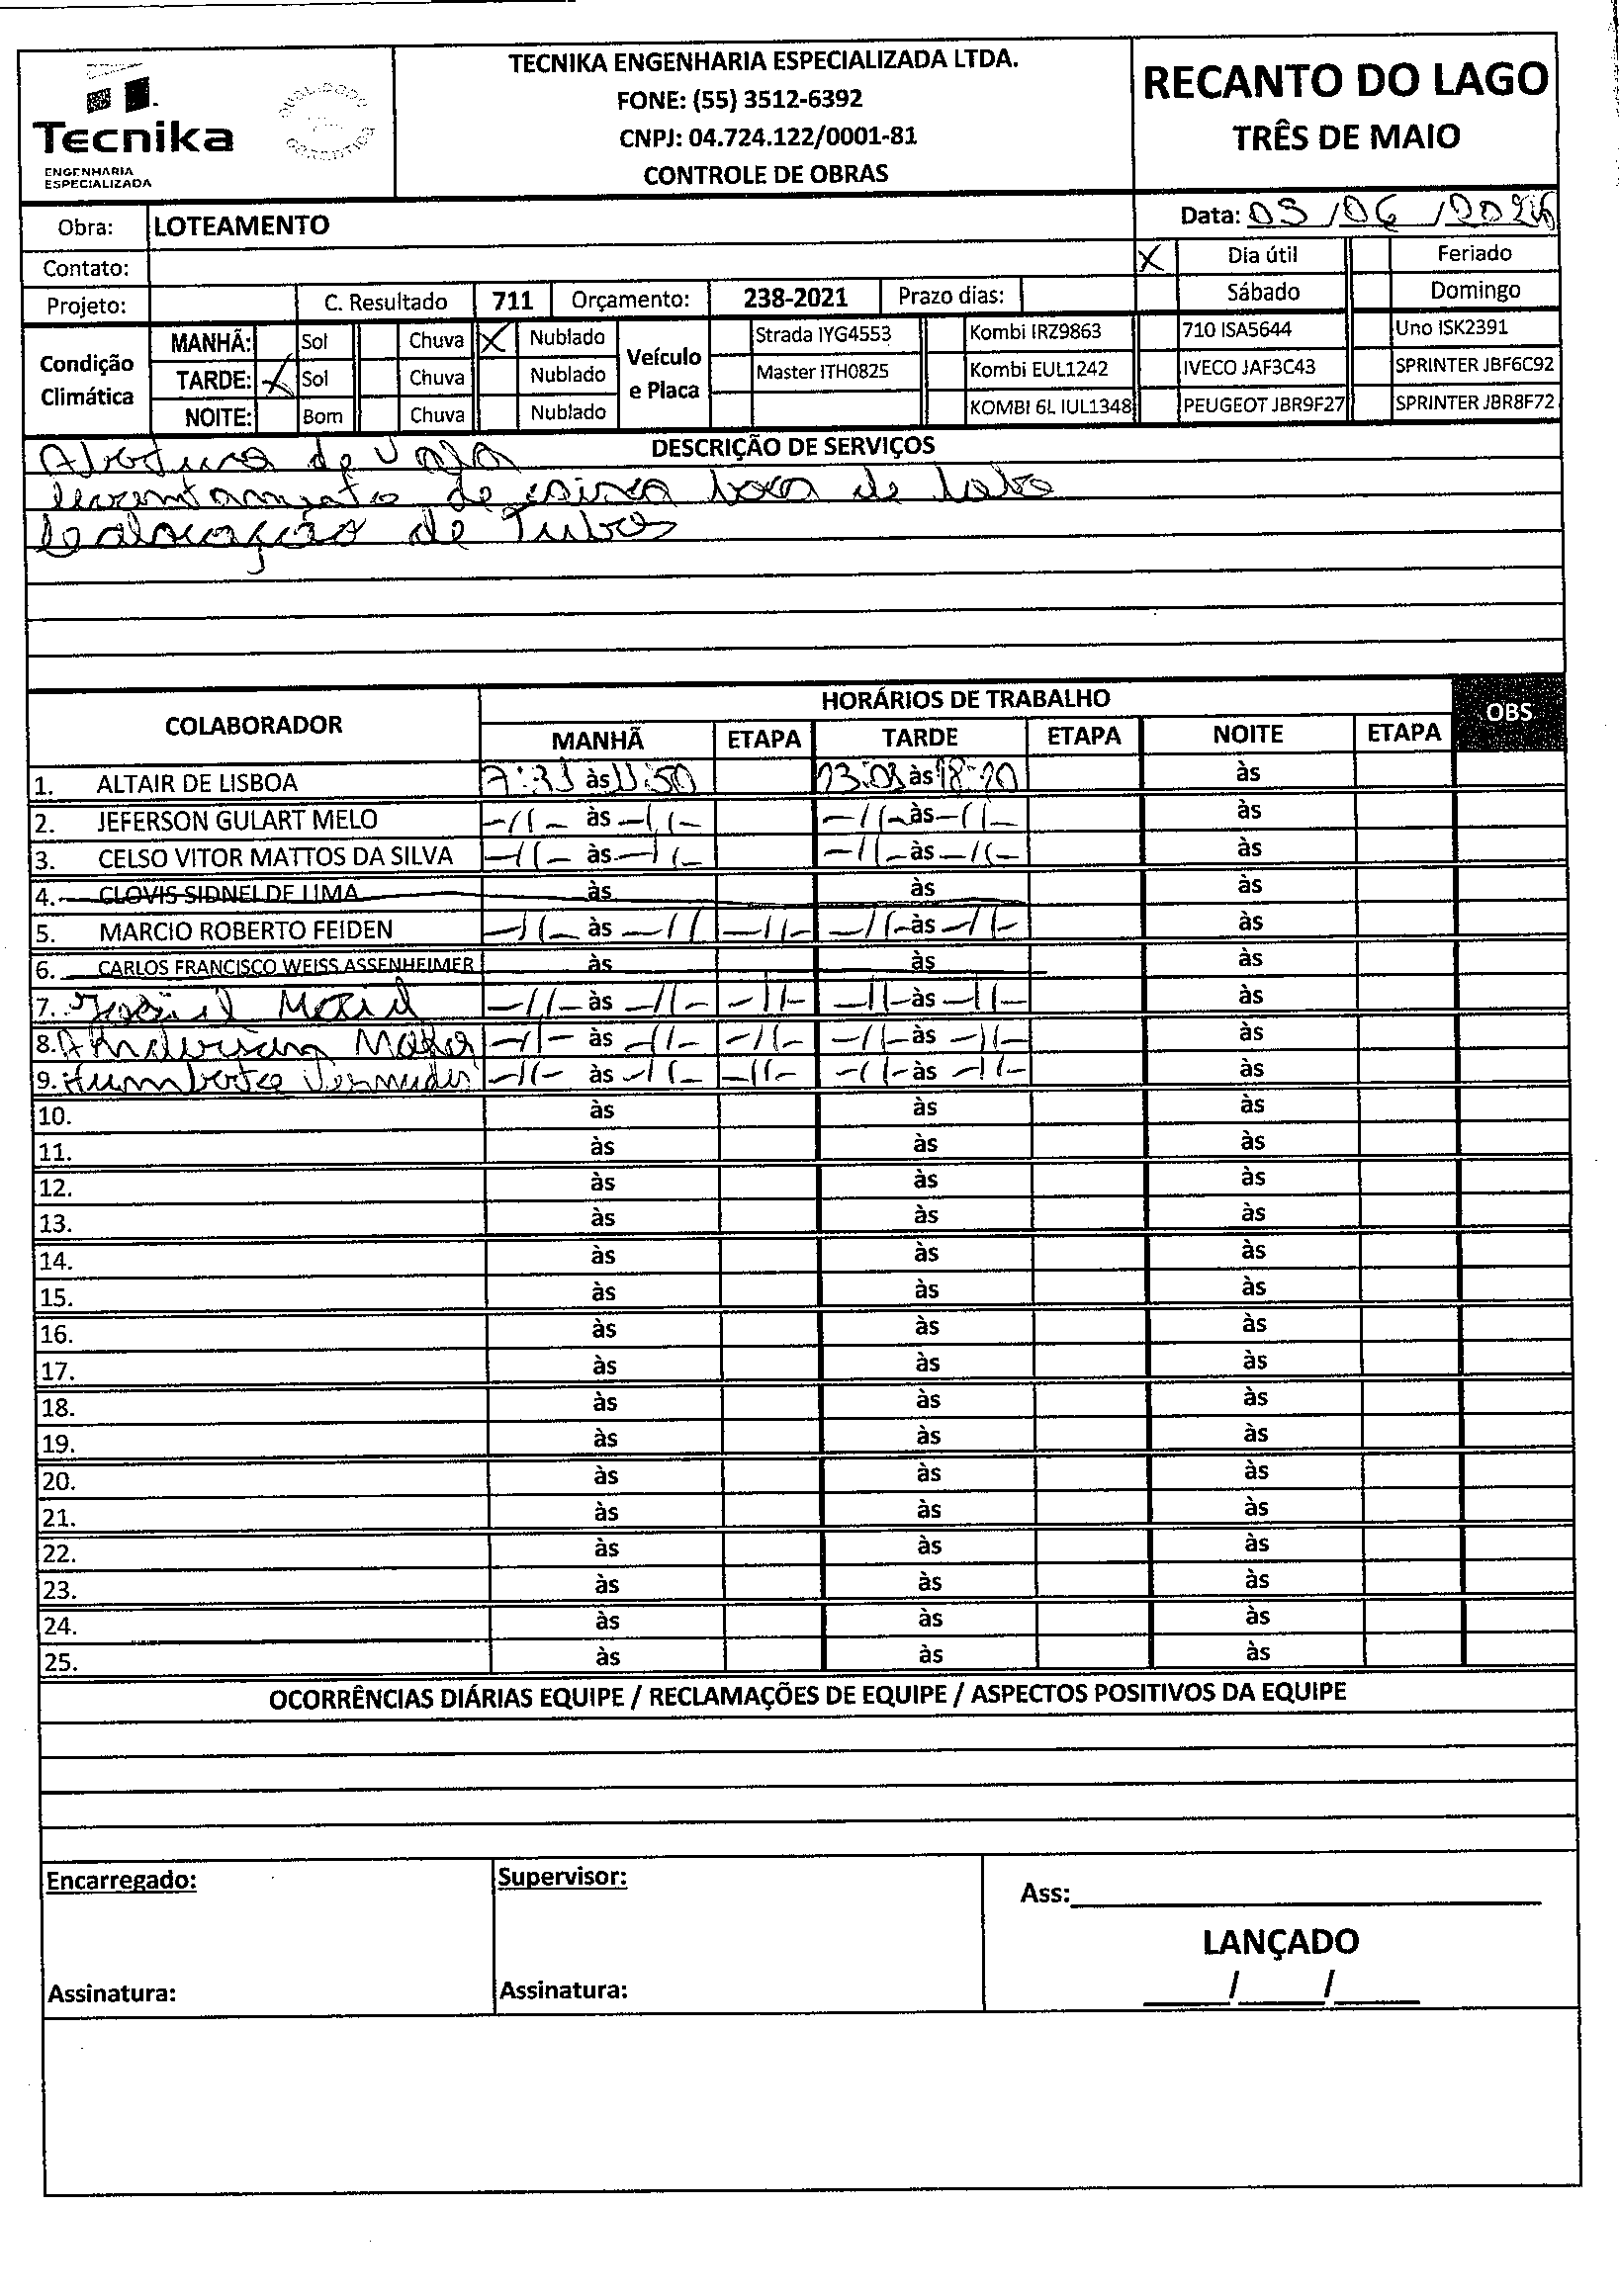 TECNIKA ENGENHARIA ESPECIALIZADA LTDA.
FONE: (55) 3512-6392
CNPJ: 04.724.122/0001-81
CONTROLE DE OBRAS
Tecnika
ENGENHARIA
ESPECIALIZADA
RECANTO DO LAGO
TRÊS DE MAIO
Obra: LOTEAMENTO
Data: 03/06/
Contato:
X Dia útil Feriado
Sábado Domingo
Projeto: C. Resultado 711 Orçamento: 238-2021 Prazo dias:
Condição Climática
MANHÃ: Sol Chuva X Nublado
TARDE: X Sol Chuva Nublado
NOITE: Bom Chuva Nublado
Veículo e Placa
Strada IYG4553 Kombi IRZ9863 710 ISA5644 Uno ISK2391
Master ITH0825 Kombi EUL1242 IVECO JAF3C43 SPRINTER JBF6C92
KOMBI 6L IUL1348 PEUGEOT JBR9F27 SPRINTER JBR8F72
DESCRIÇÃO DE SERVIÇOS
Abertura de Vala
levantamento de caixa boca de lobo
Realocação de Tubos
COLABORADOR HORÁRIOS DE TRABALHO OBS
MANHÃ ETAPA TARDE ETAPA NOITE ETAPA
1. ALTAIR DE LISBOA 7:33 às 11:50 13:03 às 18:20 às
2. JEFERSON GULART MELO -//- às -//- -//- às -//- às
3. CELSO VITOR MATTOS DA SILVA -//- às -//- -//- às -//- às
4. CLOVIS SIDNEI DE LIMA às às às
5. MARCIO ROBERTO FEIDEN -//- às -// -//- -//- às -//- às
6. CARLOS FRANCISCO WEISS ASSENHEIMER às às às
7. -//- às -//- -//- -//- às -//- às
8. -//- às -//- -//- -//- às -//- às
9. -//- às -//- -//- -//- às -//- às
10. às às às
11. às às às
12. às às às
13. às às às
14. às às às
15. às às às
16. às às às
17. às às às
18. às às às
19. às às às
20. às às às
21. às às às
22. às às às
23. às às às
24. às às às
25. às às às
OCORRÊNCIAS DIÁRIAS EQUIPE / RECLAMAÇÕES DE EQUIPE / ASPECTOS POSITIVOS DA EQUIPE
Encarregado: Supervisor: Ass:
LANÇADO
Assinatura: Assinatura: / /